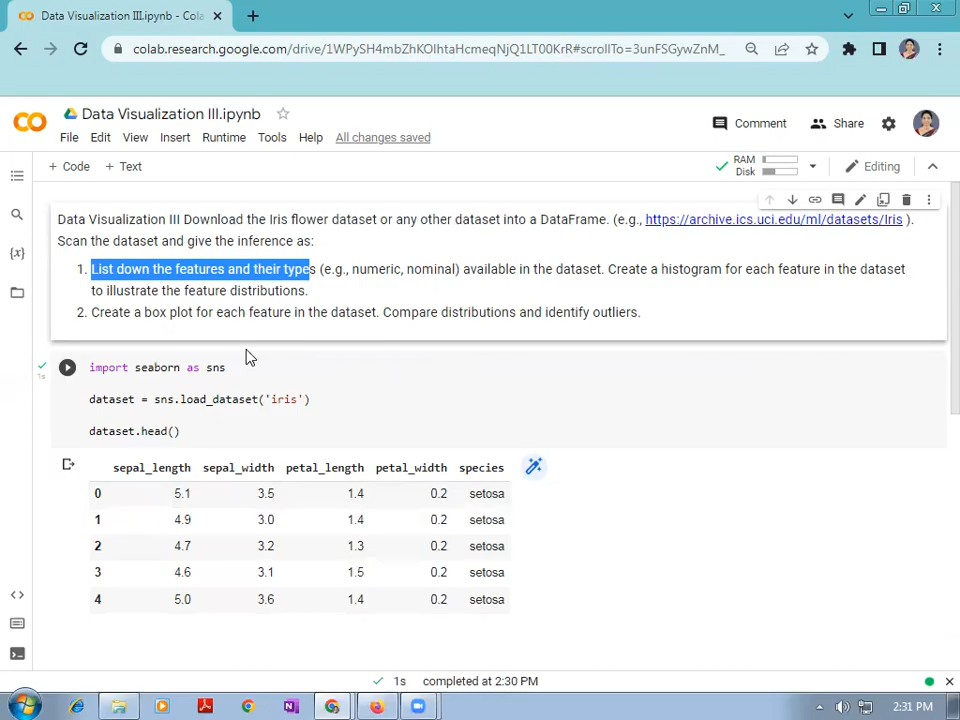 Data Visualization III.ipynb - Cola
colab.research.google.com/drive/1WPySH4mbZhKOlhtaHcmeqNjQ1LT00KrR#scrollTo=3unFSGywZnM_
Data Visualization III.ipynb
File Edit View Insert Runtime Tools Help All changes saved
Comment Share
+ Code + Text
RAM
Disk
Editing
Data Visualization III Download the Iris flower dataset or any other dataset into a DataFrame. (e.g., https://archive.ics.uci.edu/ml/datasets/Iris ).
Scan the dataset and give the inference as:
1. List down the features and their types (e.g., numeric, nominal) available in the dataset. Create a histogram for each feature in the dataset
to illustrate the feature distributions.
2. Create a box plot for each feature in the dataset. Compare distributions and identify outliers.
1s
import seaborn as sns
dataset = sns.load_dataset('iris')
dataset.head()
sepal_length sepal_width petal_length petal_width species
0 5.1 3.5 1.4 0.2 setosa
1 4.9 3.0 1.4 0.2 setosa
2 4.7 3.2 1.3 0.2 setosa
3 4.6 3.1 1.5 0.2 setosa
4 5.0 3.6 1.4 0.2 setosa
1s completed at 2:30 PM
2:31 PM